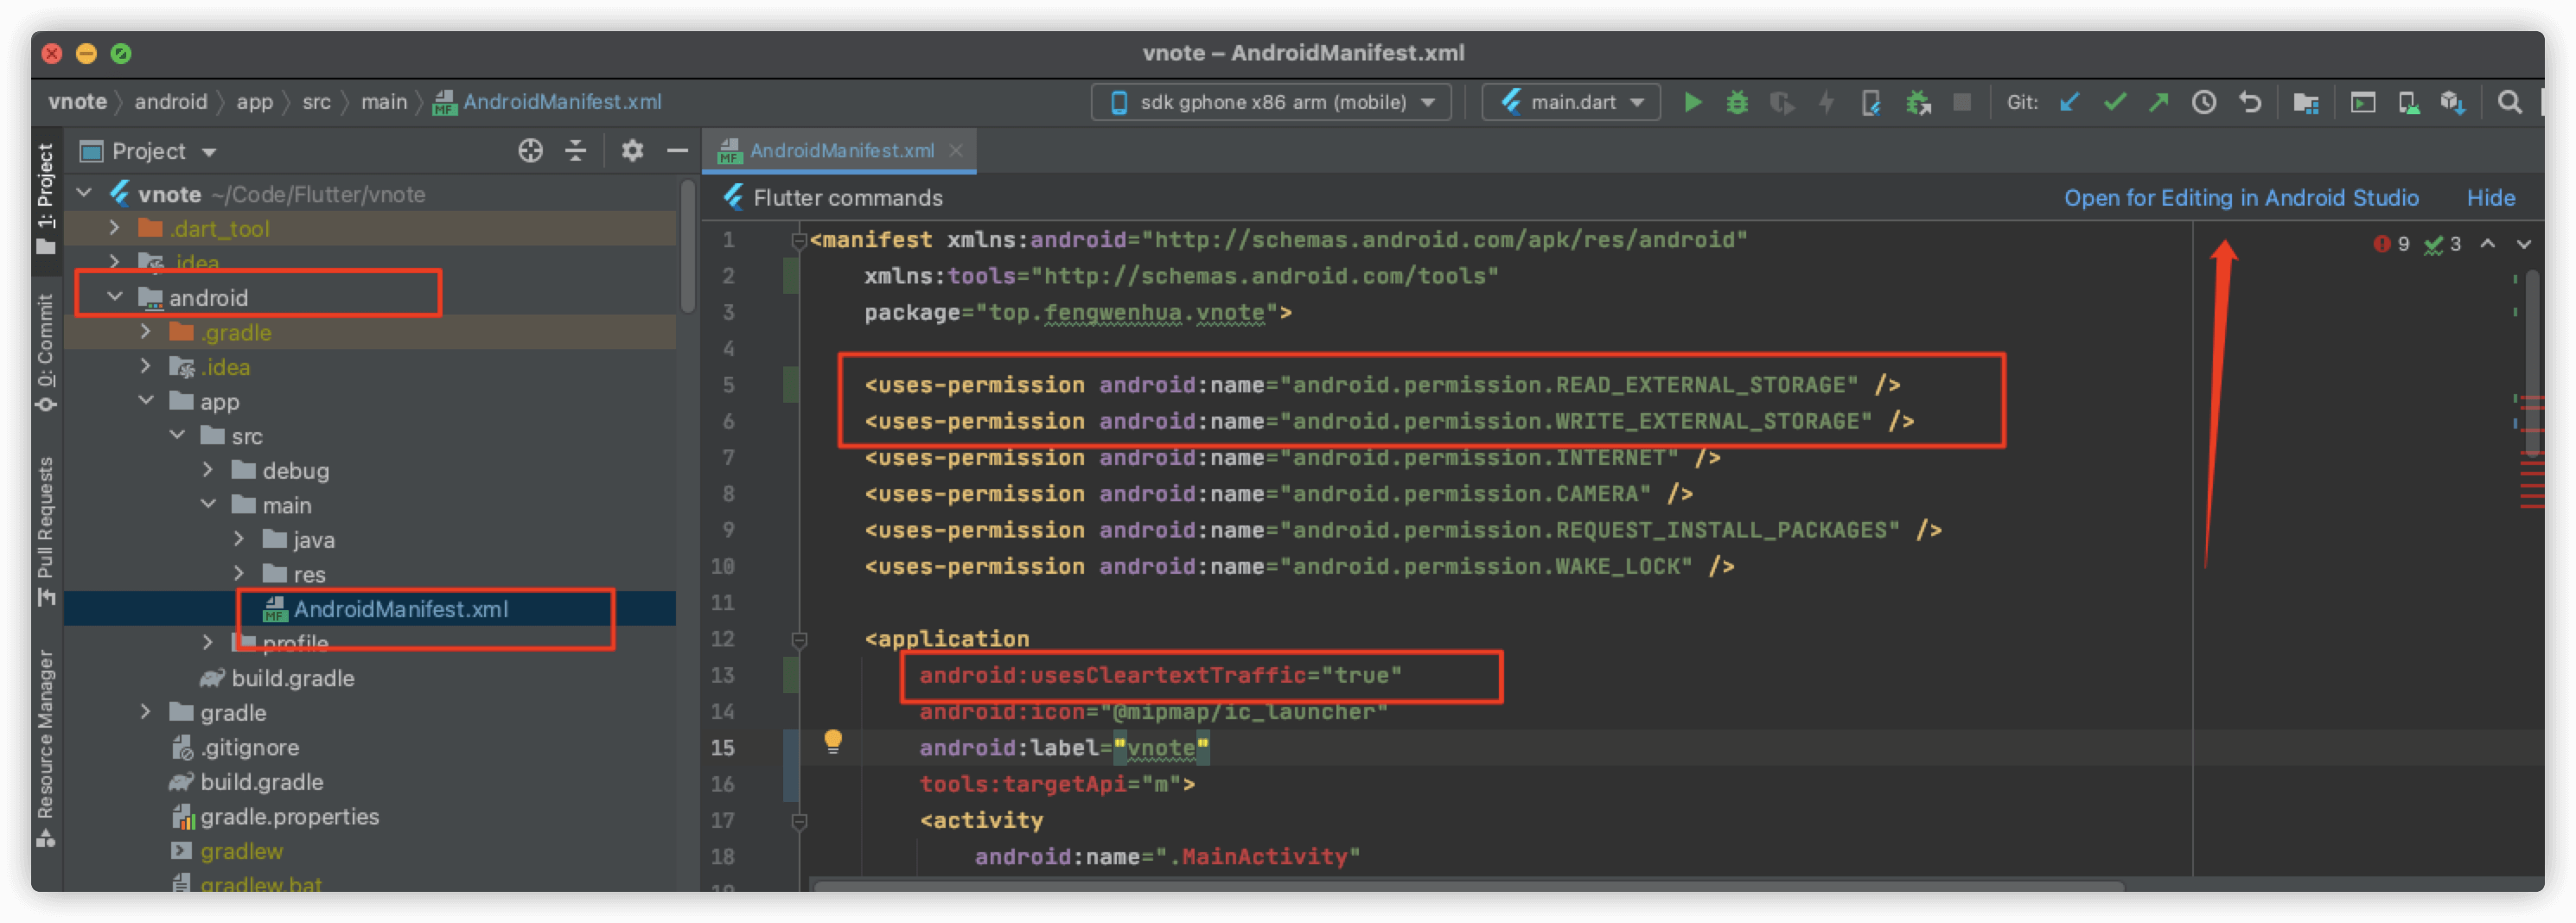 vnote – AndroidManifest.xml
vnote android app src main AndroidManifest.xml sdk gphone x86 arm (mobile) main.dart Git:
1: Project
0: Commit
Pull Requests
Resource Manager
Project
vnote ~/Code/Flutter/vnote
.dart_tool
.idea
android
.gradle
.idea
app
src
debug
main
java
res
AndroidManifest.xml
profile
build.gradle
gradle
.gitignore
build.gradle
gradle.properties
gradlew
gradlew.bat
AndroidManifest.xml
Flutter commands Open for Editing in Android Studio Hide
9 3
1 <manifest xmlns:android="http://schemas.android.com/apk/res/android"
2 xmlns:tools="http://schemas.android.com/tools"
3 package="top.fengwenhua.vnote">
4
5 <uses-permission android:name="android.permission.READ_EXTERNAL_STORAGE" />
6 <uses-permission android:name="android.permission.WRITE_EXTERNAL_STORAGE" />
7 <uses-permission android:name="android.permission.INTERNET" />
8 <uses-permission android:name="android.permission.CAMERA" />
9 <uses-permission android:name="android.permission.REQUEST_INSTALL_PACKAGES" />
10 <uses-permission android:name="android.permission.WAKE_LOCK" />
11
12 <application
13 android:usesCleartextTraffic="true"
14 android:icon="@mipmap/ic_launcher"
15 android:label="vnote"
16 tools:targetApi="m">
17 <activity
18 android:name=".MainActivity"
19